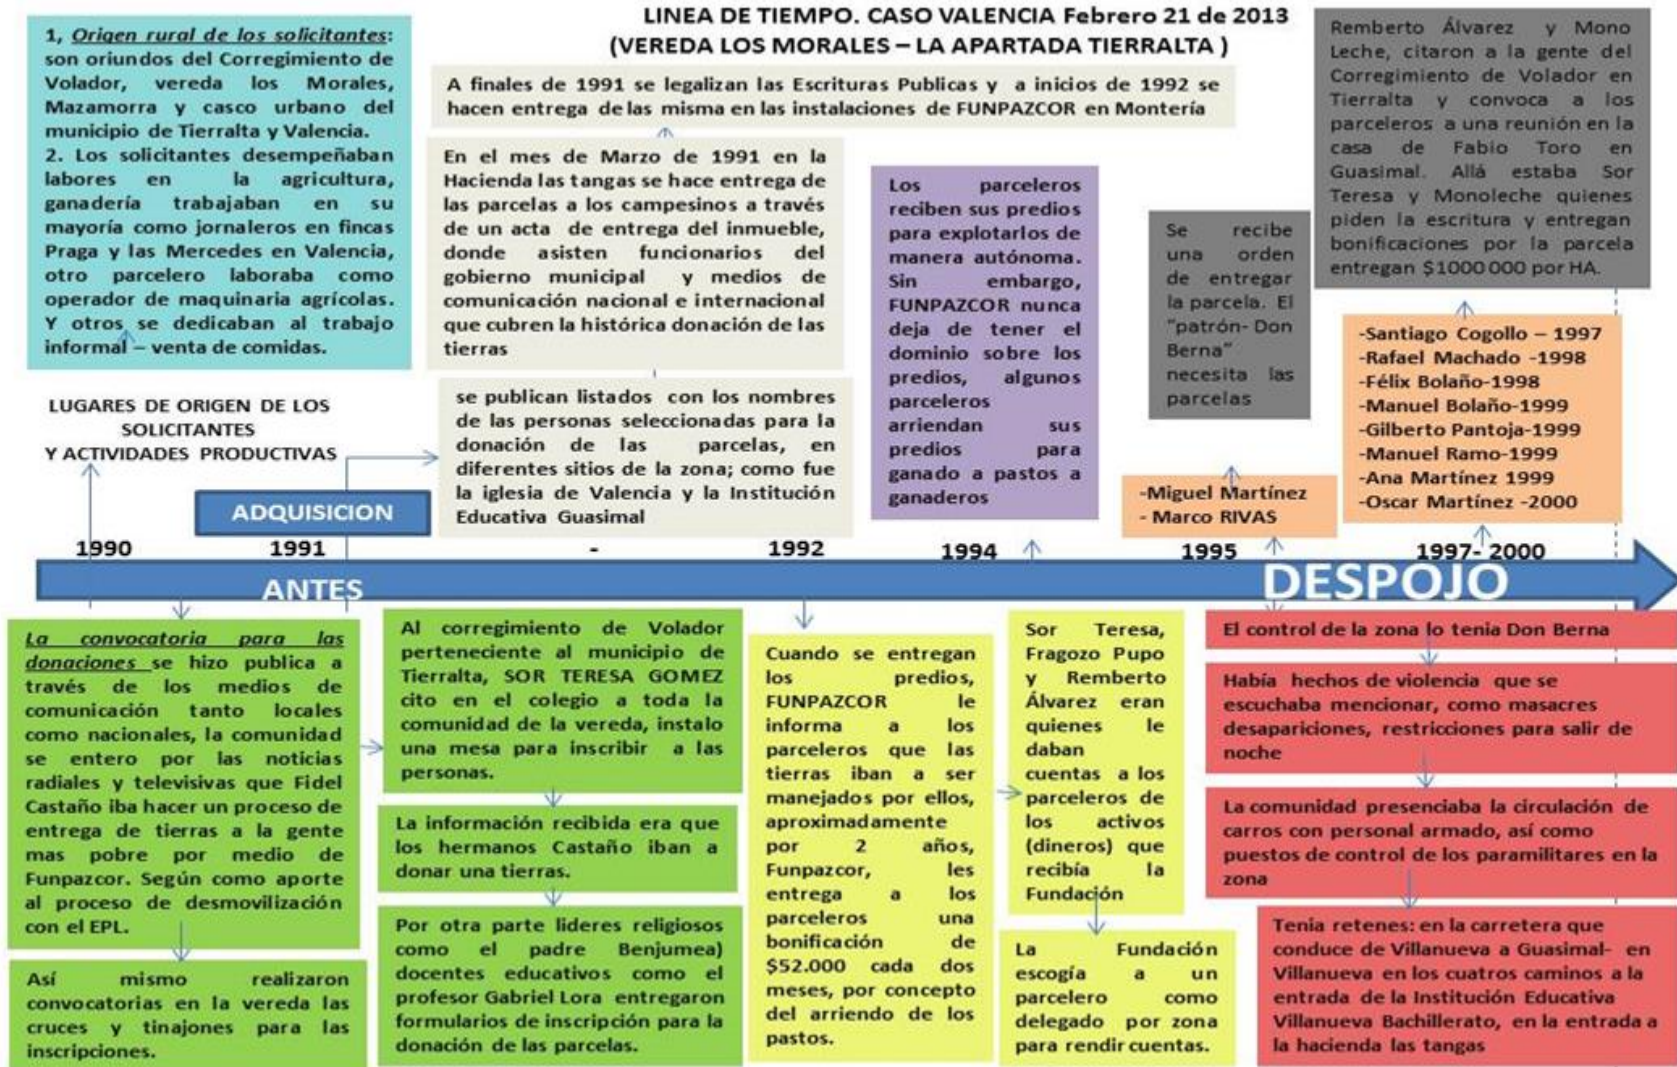 LINEA DE TIEMPO. CASO VALENCIA Febrero 21 de 2013
(VEREDA LOS MORALES – LA APARTADA TIERRALTA )
1, Origen rural de los solicitantes:
son oriundos del Corregimiento de
Volador, vereda los Morales,
Mazamorra y casco urbano del
municipio de Tierralta y Valencia.
2. Los solicitantes desempeñaban
labores en la agricultura,
ganadería trabajaban en su
mayoría como jornaleros en fincas
Praga y las Mercedes en Valencia,
otro parcelero laboraba como
operador de maquinaria agrícolas.
Y otros se dedicaban al trabajo
informal – venta de comidas.
A finales de 1991 se legalizan las Escrituras Publicas y a inicios de 1992 se
hacen entrega de las misma en las instalaciones de FUNPAZCOR en Montería
En el mes de Marzo de 1991 en la
Hacienda las tangas se hace entrega de
las parcelas a los campesinos a través
de un acta de entrega del inmueble,
donde asisten funcionarios del
gobierno municipal y medios de
comunicación nacional e internacional
que cubren la histórica donación de las
tierras
se publican listados con los nombres
de las personas seleccionadas para la
donación de las parcelas, en
diferentes sitios de la zona; como fue
la iglesia de Valencia y la Institución
Educativa Guasimal
Los parceleros
reciben sus predios
para explotarlos de
manera autónoma.
Sin embargo,
FUNPAZCOR nunca
deja de tener el
dominio sobre los
predios, algunos
parceleros
arriendan sus
predios para
ganado a pastos a
ganaderos
Se recibe
una orden
de entregar
la parcela. El
"patrón- Don
Berna"
necesita las
parcelas
Remberto Álvarez y Mono
Leche, citaron a la gente del
Corregimiento de Volador en
Tierralta y convoca a los
parceleros a una reunión en la
casa de Fabio Toro en
Guasimal. Allá estaba Sor
Teresa y Monoleche quienes
piden la escritura y entregan
bonificaciones por la parcela
entregan $1000 000 por HA.
-Miguel Martínez
- Marco RIVAS
-Santiago Cogollo – 1997
-Rafael Machado -1998
-Félix Bolaño-1998
-Manuel Bolaño-1999
-Gilberto Pantoja-1999
-Manuel Ramo-1999
-Ana Martínez 1999
-Oscar Martínez -2000
LUGARES DE ORIGEN DE LOS
SOLICITANTES
Y ACTIVIDADES PRODUCTIVAS
ADQUISICION
1990 1991 - 1992 1994 1995 1997- 2000
ANTES DESPOJO
La convocatoria para las
donaciones se hizo publica a
través de los medios de
comunicación tanto locales
como nacionales, la comunidad
se entero por las noticias
radiales y televisivas que Fidel
Castaño iba hacer un proceso de
entrega de tierras a la gente
mas pobre por medio de
Funpazcor. Según como aporte
al proceso de desmovilización
con el EPL.
Así mismo realizaron
convocatorias en la vereda las
cruces y tinajones para las
inscripciones.
Al corregimiento de Volador
perteneciente al municipio de
Tierralta, SOR TERESA GOMEZ
cito en el colegio a toda la
comunidad de la vereda, instalo
una mesa para inscribir a las
personas.
La información recibida era que
los hermanos Castaño iban a
donar una tierras.
Por otra parte lideres religiosos
como el padre Benjumea)
docentes educativos como el
profesor Gabriel Lora entregaron
formularios de inscripción para la
donación de las parcelas.
Cuando se entregan
los predios,
FUNPAZCOR le
informa a los
parceleros que las
tierras iban a ser
manejados por ellos,
aproximadamente
por 2 años,
Funpazcor, les
entrega a los
parceleros una
bonificación de
$52.000 cada dos
meses, por concepto
del arriendo de los
pastos.
Sor Teresa,
Fragozo Pupo
y Remberto
Álvarez eran
quienes le
daban
cuentas a los
parceleros de
los activos
(dineros) que
recibía la
Fundación
La Fundación
escogía a un
parcelero como
delegado por zona
para rendir cuentas.
El control de la zona lo tenia Don Berna
Había hechos de violencia que se
escuchaba mencionar, como masacres
desapariciones, restricciones para salir de
noche
La comunidad presenciaba la circulación de
carros con personal armado, así como
puestos de control de los paramilitares en la
zona
Tenia retenes: en la carretera que
conduce de Villanueva a Guasimal- en
Villanueva en los cuatros caminos a la
entrada de la Institución Educativa
Villanueva Bachillerato, en la entrada a
la hacienda las tangas